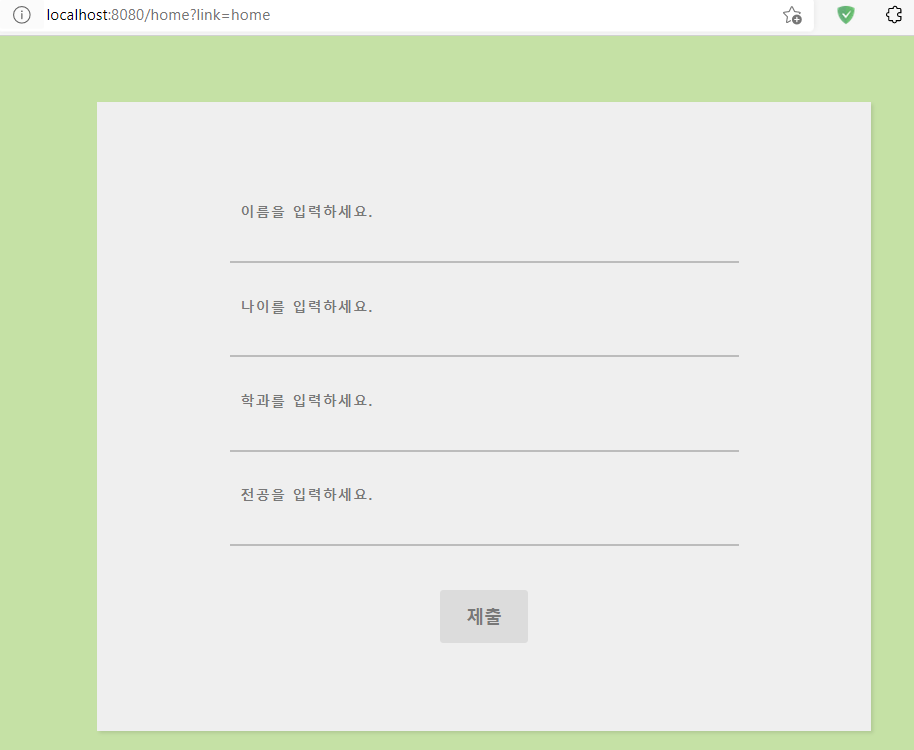 localhost:8080/home?link=home
이름을 입력하세요.
나이를 입력하세요.
학과를 입력하세요.
전공을 입력하세요.
제출